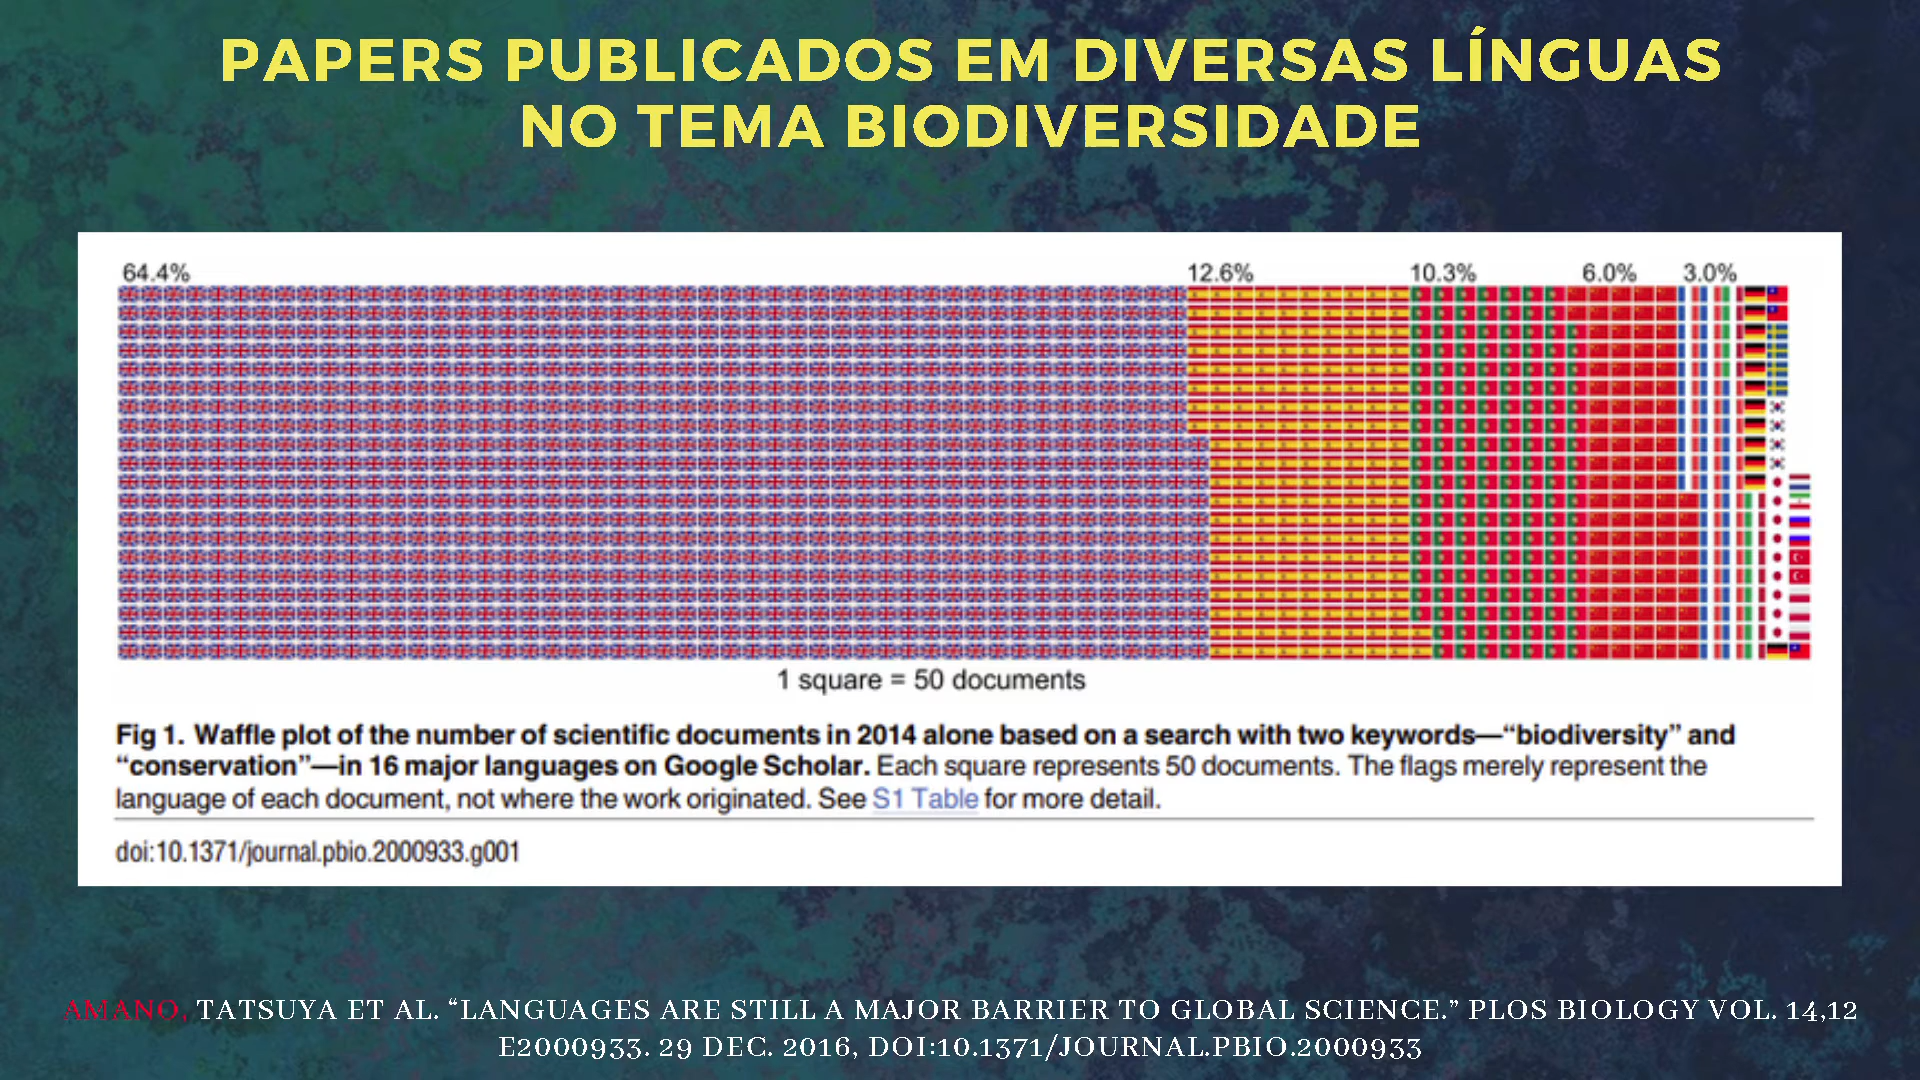 PAPERS PUBLICADOS EM DIVERSAS LÍNGUAS
NO TEMA BIODIVERSIDADE
64.4% 12.6% 10.3% 6.0% 3.0%
1 square = 50 documents
Fig 1. Waffle plot of the number of scientific documents in 2014 alone based on a search with two keywords—“biodiversity” and
“conservation”—in 16 major languages on Google Scholar. Each square represents 50 documents. The flags merely represent the
language of each document, not where the work originated. See S1 Table for more detail.
doi:10.1371/journal.pbio.2000933.g001
AMANO, TATSUYA ET AL. “LANGUAGES ARE STILL A MAJOR BARRIER TO GLOBAL SCIENCE.” PLOS BIOLOGY VOL. 14,12
E2000933. 29 DEC. 2016, DOI:10.1371/JOURNAL.PBIO.2000933